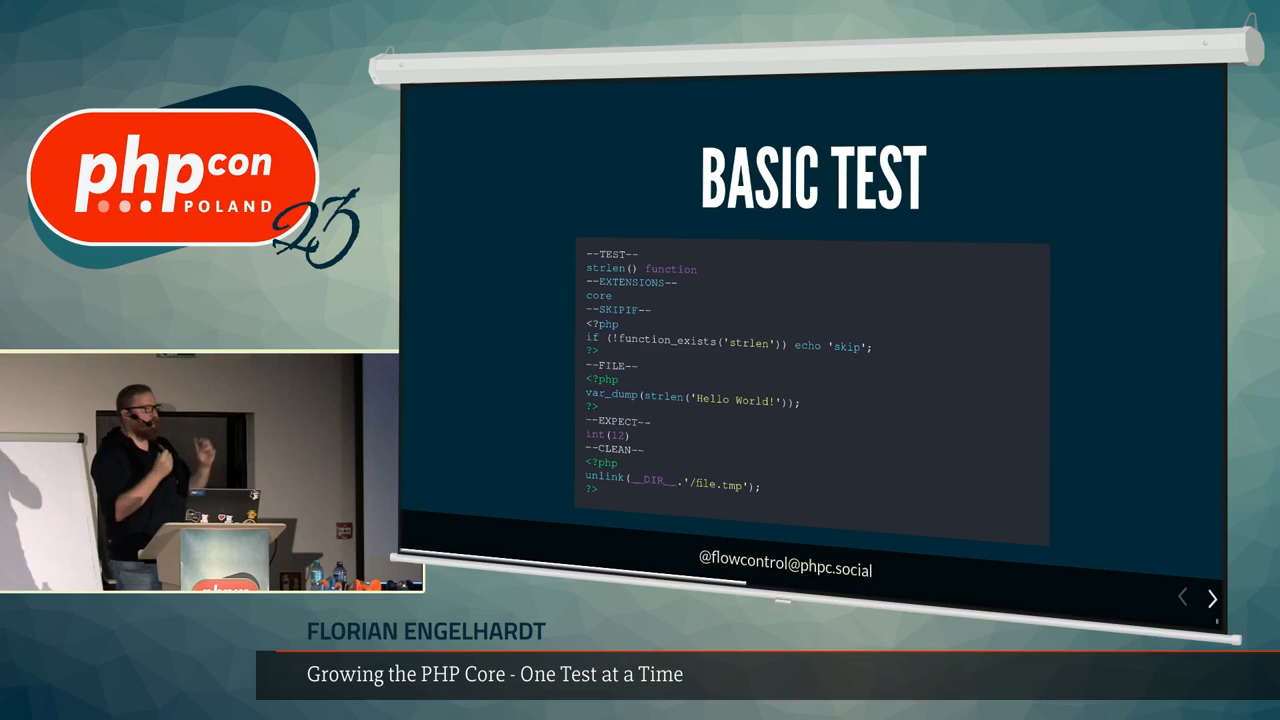 phpcon
POLAND
23
BASIC TEST
--TEST--
strlen() function
--EXTENSIONS--
core
--SKIPIF--
<?php
if (!function_exists('strlen')) echo 'skip';
?>
--FILE--
<?php
var_dump(strlen('Hello World!'));
?>
--EXPECT--
int(12)
--CLEAN--
<?php
unlink(__DIR__.'/file.tmp');
?>
@flowcontrol@phpc.social
8
FLORIAN ENGELHARDT
Growing the PHP Core - One Test at a Time